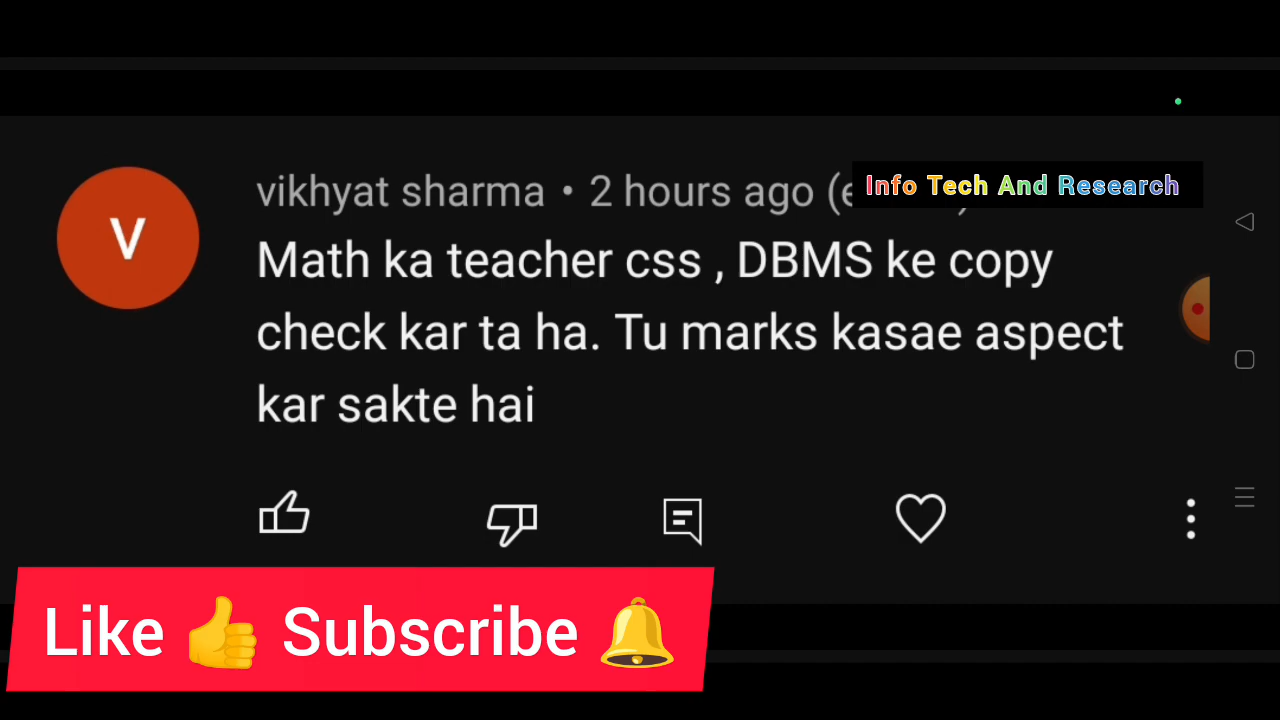 V
vikhyat sharma • 2 hours ago
Info Tech And Research
Math ka teacher css , DBMS ke copy
check kar ta ha. Tu marks kasae aspect
kar sakte hai
Like 👍 Subscribe 🔔